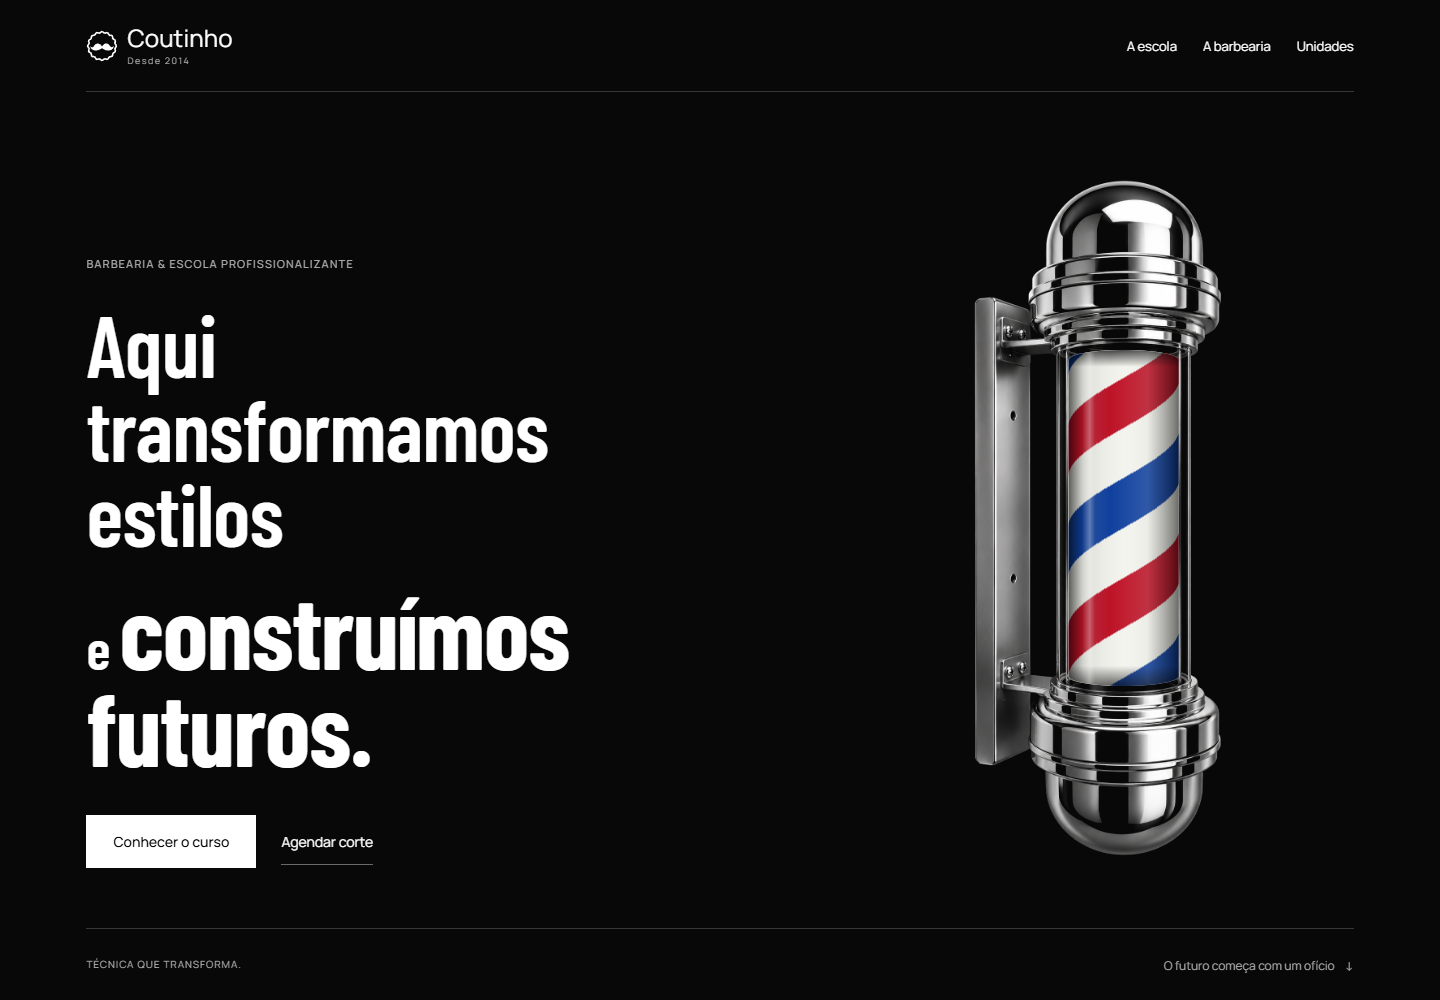 Coutinho
Desde 2014
A escola
A barbearia
Unidades
BARBEARIA & ESCOLA PROFISSIONALIZANTE
Aqui
transformamos
estilos
e construímos
futuros.
Conhecer o curso
Agendar corte
TÉCNICA QUE TRANSFORMA.
O futuro começa com um ofício ↓